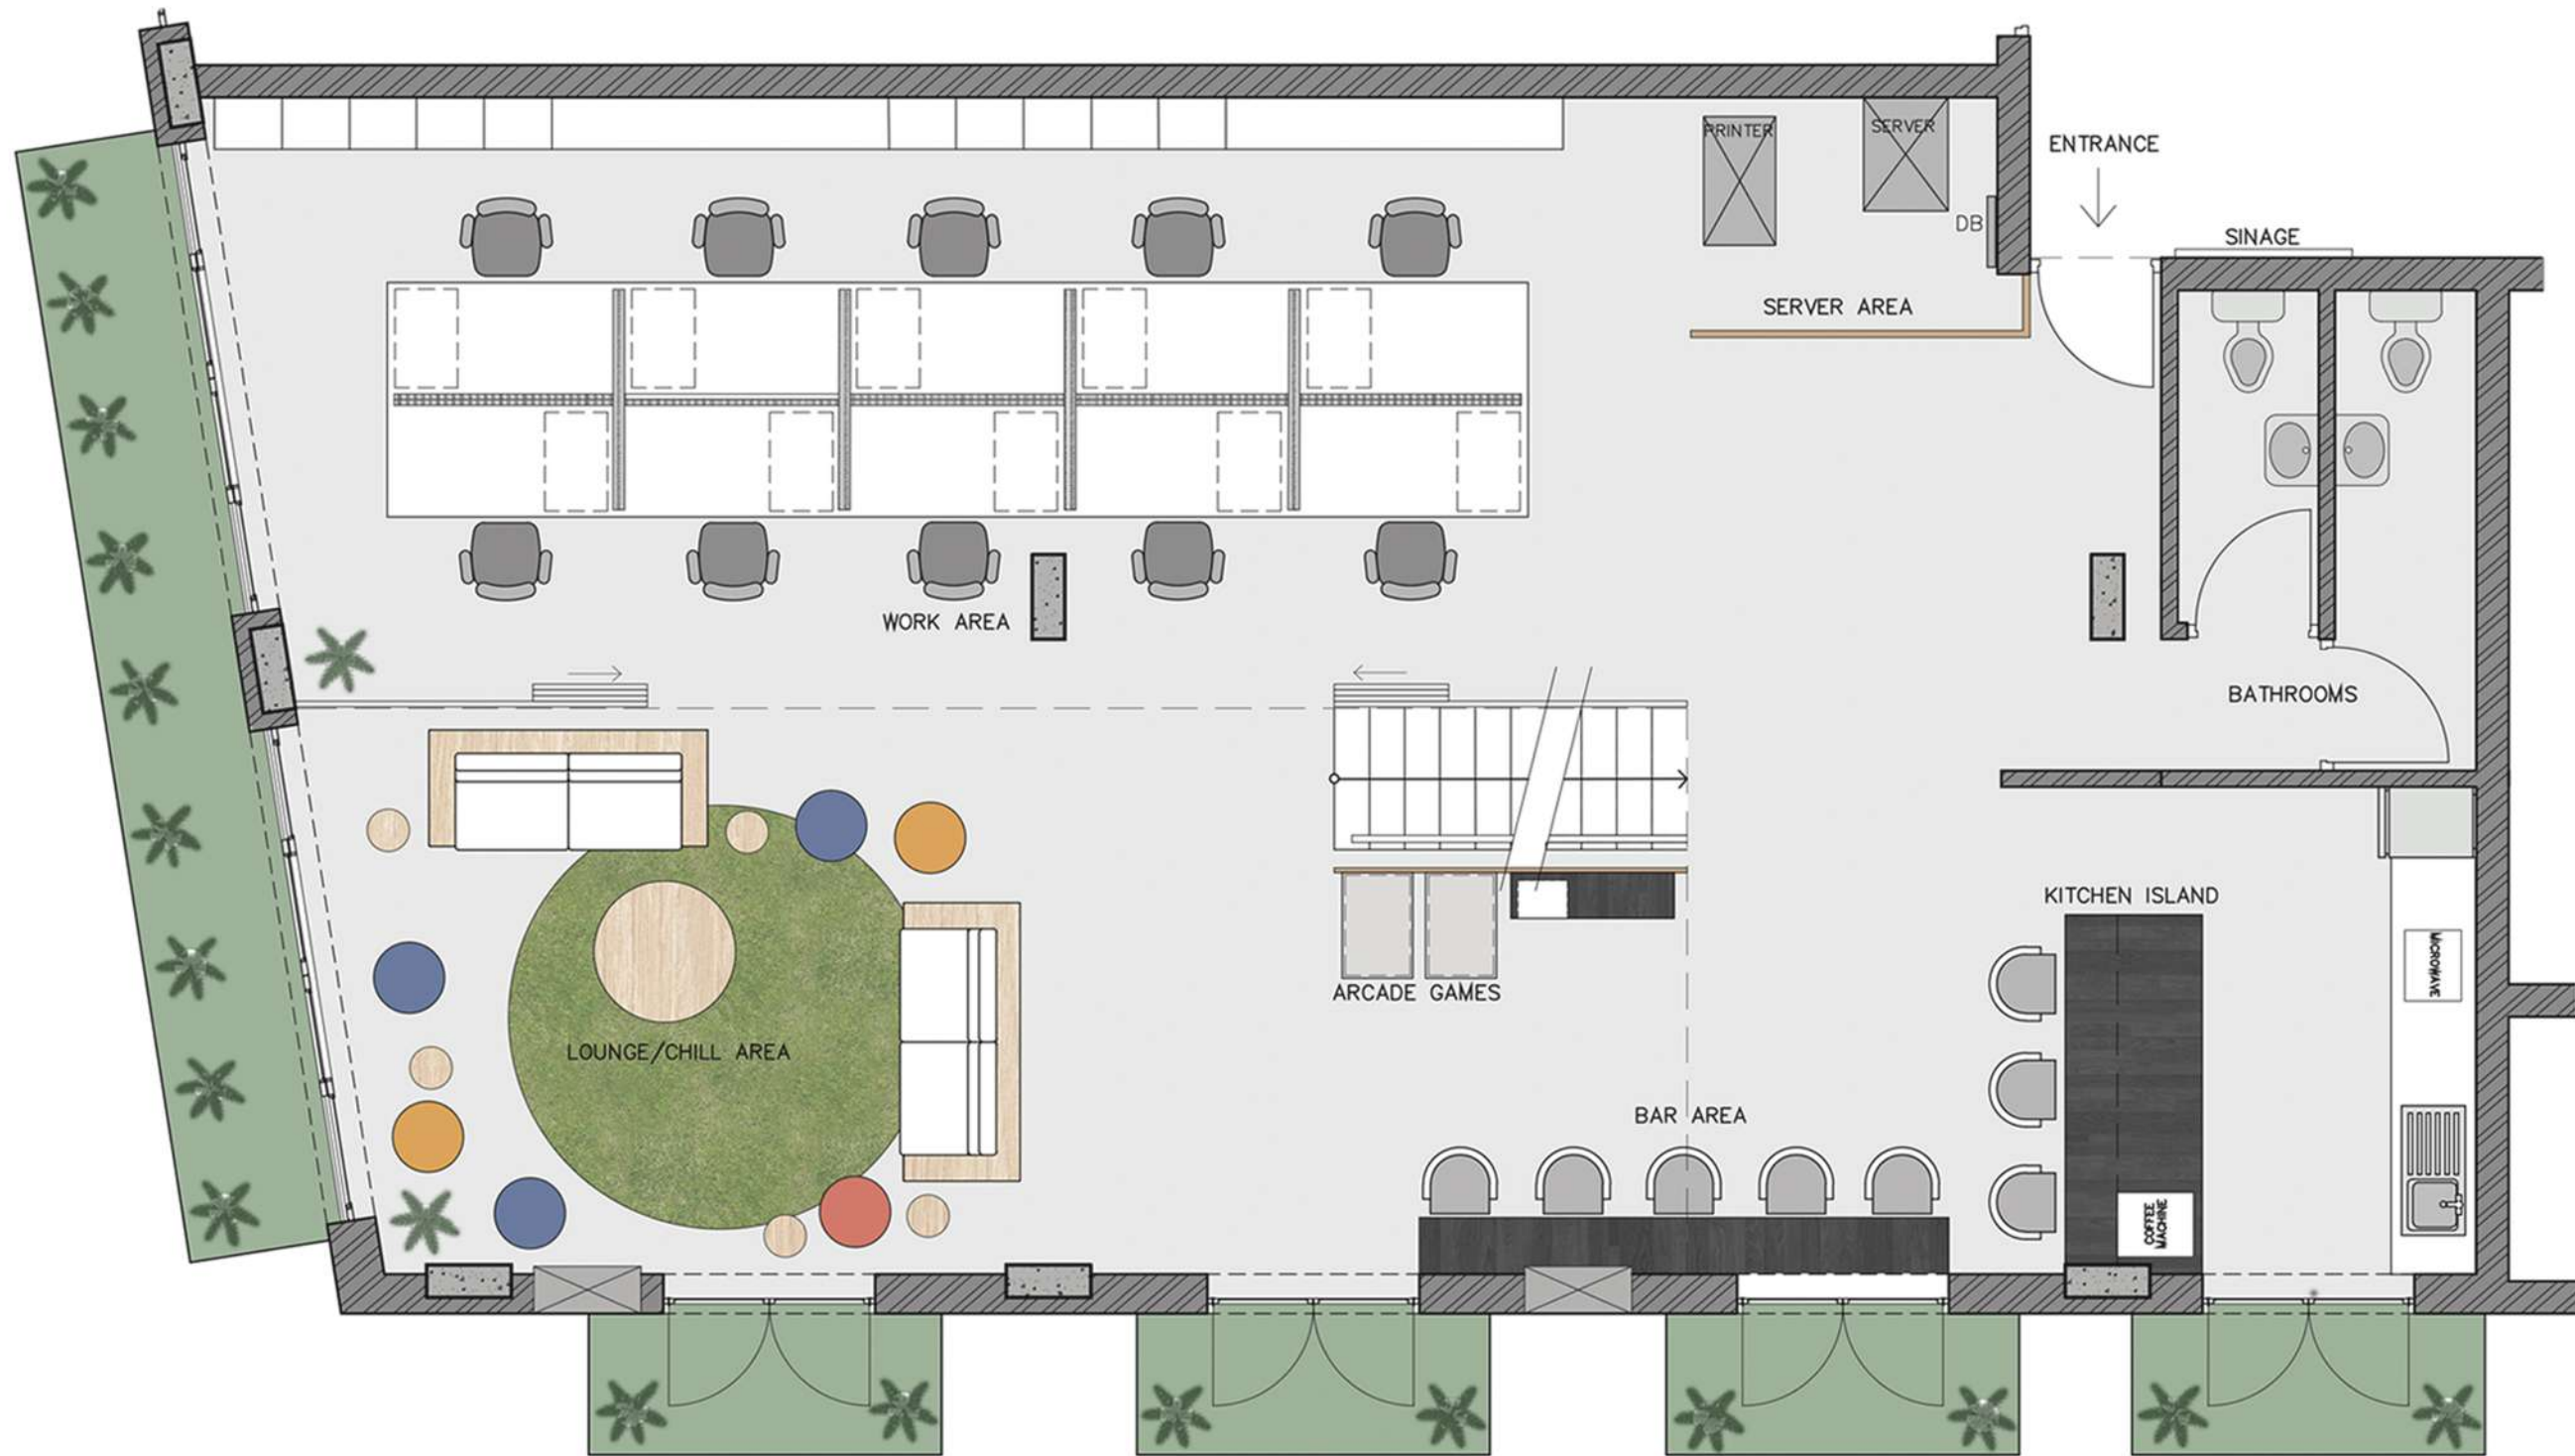 PRINTER
SERVER
ENTRANCE
DB
SINAGE
SERVER AREA
WORK AREA
BATHROOMS
KITCHEN ISLAND
MICROWAVE
ARCADE GAMES
LOUNGE/CHILL AREA
BAR AREA
COFFEE
MACHINE